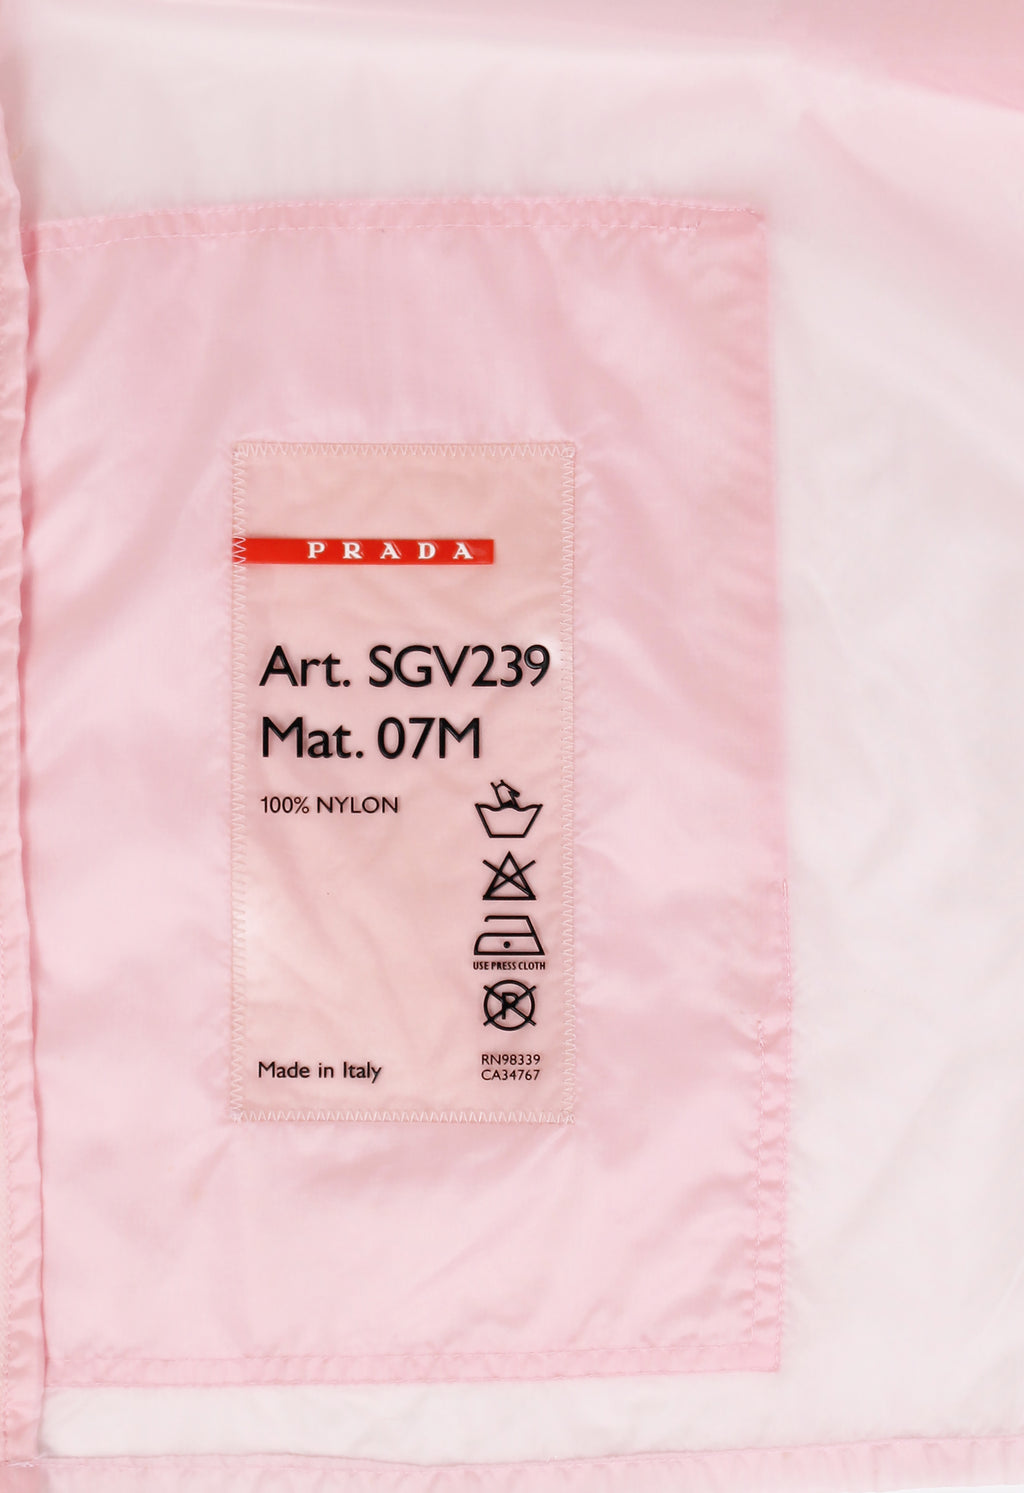 PRADA
Art. SGV239
Mat. 07M
100% NYLON
USE PRESS CLOTH
P
Made in Italy
RN98339
CA34767